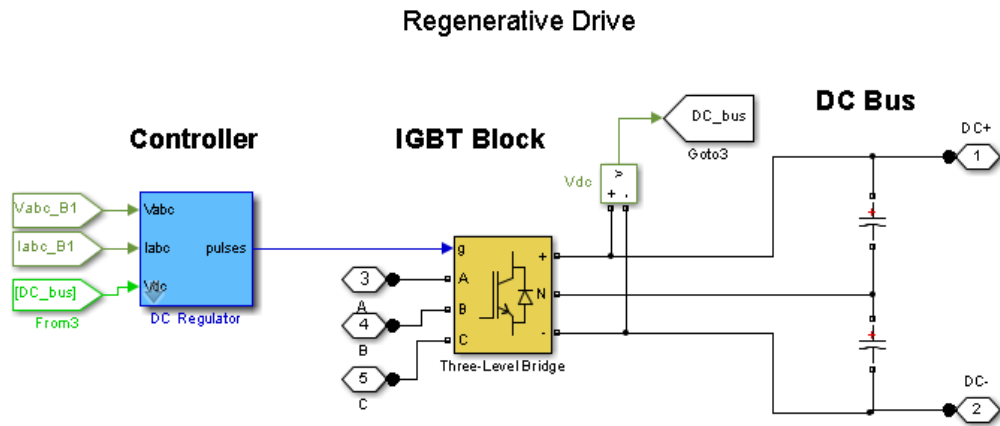 Regenerative Drive
Controller
IGBT Block
DC Bus
DC_bus
Goto3
DC+
1
Vdc
v
+ -
Vabc_B1
Iabc_B1
[DC_bus]
From3
Vabc
Iabc
Vdc
pulses
DC Regulator
3
A
4
B
5
C
g
A
B
C
+
N
-
Three-Level Bridge
+
+
DC-
2